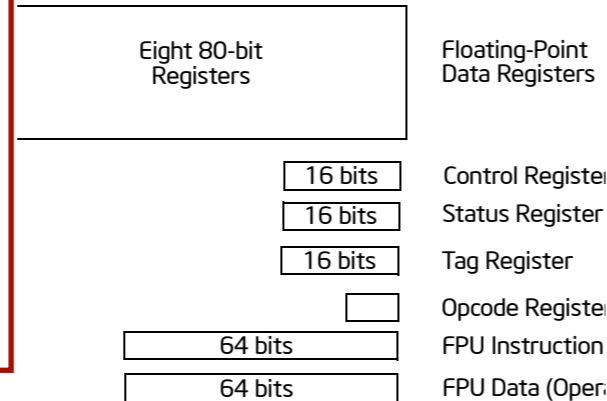 Eight 80-bit
Registers
Floating-Point
Data Registers
16 bits Control Register
16 bits Status Register
16 bits Tag Register
Opcode Register
64 bits FPU Instruction
64 bits FPU Data